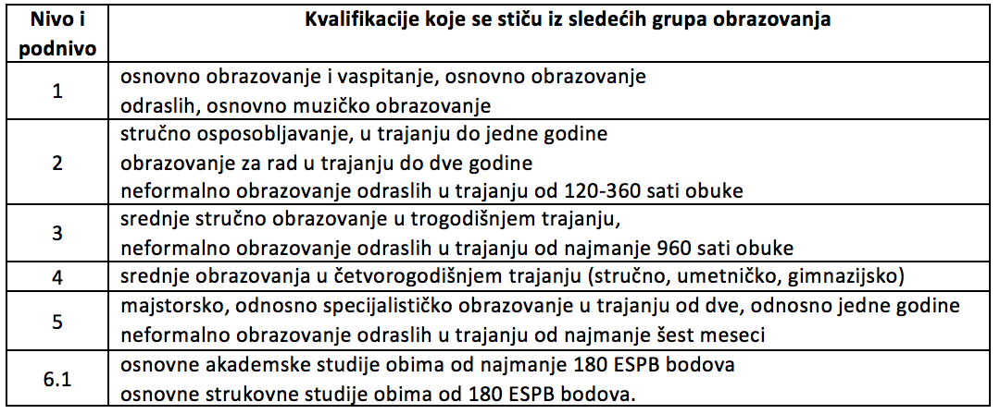 Nivo i
podnivo
Kvalifikacije koje se stiču iz sledećih grupa obrazovanja
1
osnovno obrazovanje i vaspitanje, osnovno obrazovanje
odraslih, osnovno muzičko obrazovanje
2
stručno osposobljavanje, u trajanju do jedne godine
obrazovanje za rad u trajanju do dve godine
neformalno obrazovanje odraslih u trajanju od 120-360 sati obuke
3
srednje stručno obrazovanje u trogodišnjem trajanju,
neformalno obrazovanje odraslih u trajanju od najmanje 960 sati obuke
4
srednje obrazovanja u četvorogodišnjem trajanju (stručno, umetničko, gimnazijsko)
5
majstorsko, odnosno specijalističko obrazovanje u trajanju od dve, odnosno jedne godine
neformalno obrazovanje odraslih u trajanju od najmanje šest meseci
6.1
osnovne akademske studije obima od najmanje 180 ESPB bodova
osnovne strukovne studije obima od 180 ESPB bodova.